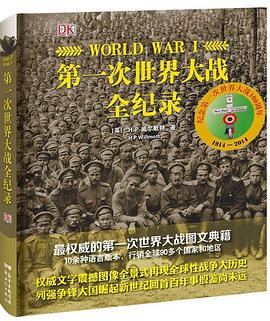 DK
WORLD WAR I
第一次世界大战
全纪录
[英] H.P.威尔默特 著
H.P.Willmott
纪念第一次世界大战100周年
1914-2014
最权威的第一次世界大战图文典籍
10余种语言版本,行销全球90多个国家和地区
权威文字震撼图像全景式再现全球性战争大历史
列强争锋大国崛起新世纪回首百年事殷鉴尚未远
WORLD WAR I
第一次世界大战全纪录